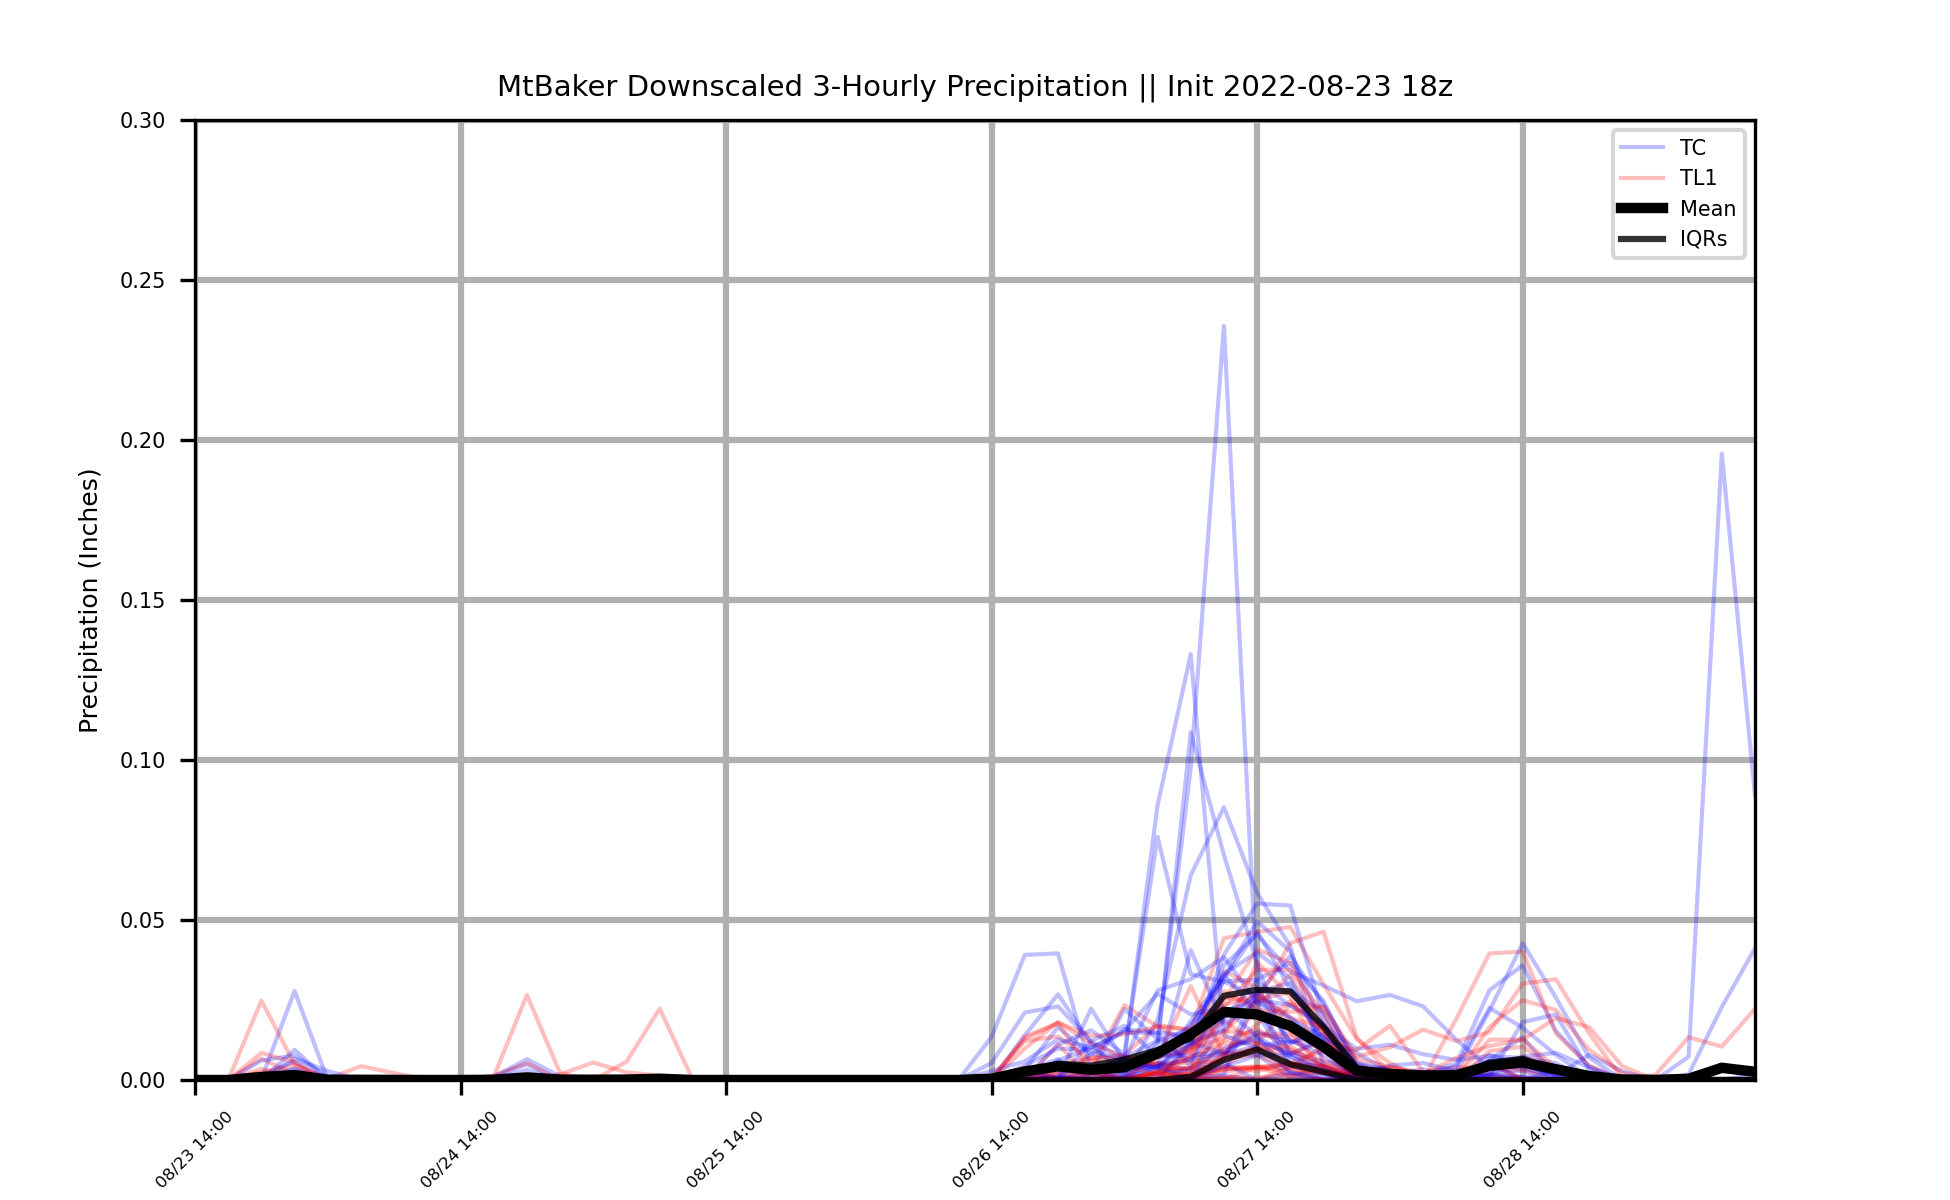 MtBaker Downscaled 3-Hourly Precipitation || Init 2022-08-23 18z
TC
TL1
Mean
IQRs
Precipitation (Inches)
0.30
0.25
0.20
0.15
0.10
0.05
0.00
08/23 14:00
08/24 14:00
08/25 14:00
08/26 14:00
08/27 14:00
08/28 14:00